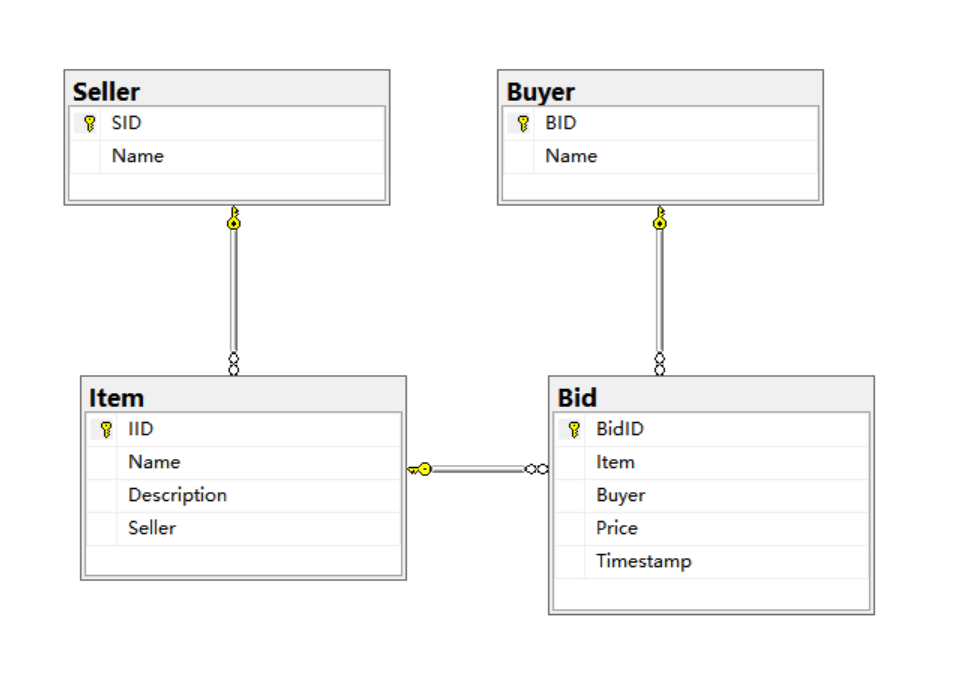 Seller
SID
Name
Buyer
BID
Name
Item
IID
Name
Description
Seller
Bid
BidID
Item
Buyer
Price
Timestamp